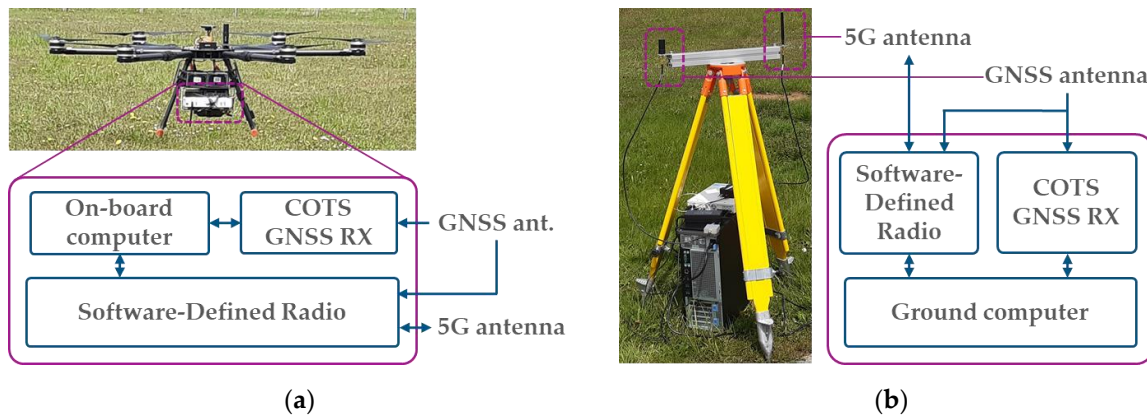 On-board
computer
COTS
GNSS RX
GNSS ant.
Software-Defined Radio
5G antenna
(a)
5G antenna
GNSS antenna
Software-
Defined
Radio
COTS
GNSS RX
Ground computer
(b)